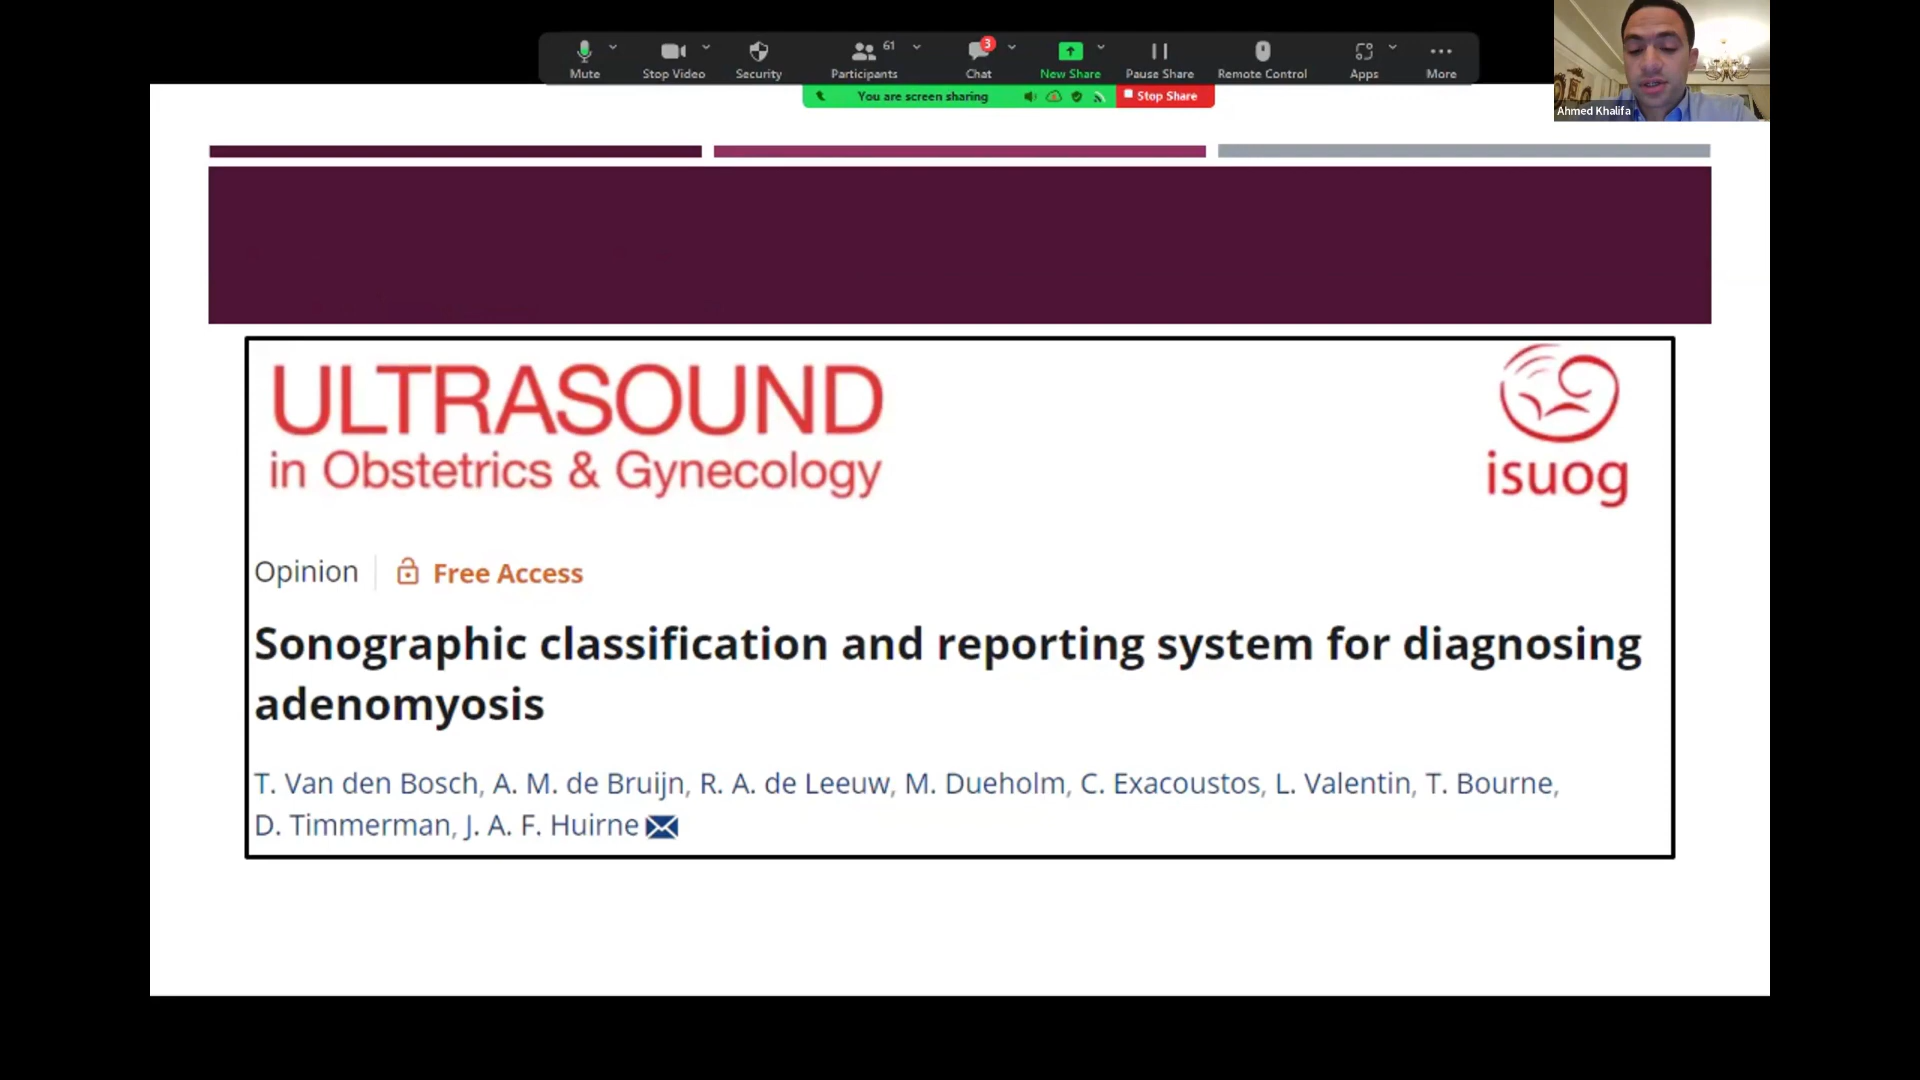 61
3
Mute
Stop Video
Security
Participants
Chat
New Share
Pause Share
Remote Control
Apps
More
You are screen sharing
Stop Share
Ahmed Khalifa
ULTRASOUND
in Obstetrics & Gynecology
isuog
Opinion
Free Access
Sonographic classification and reporting system for diagnosing
adenomyosis
T. Van den Bosch, A. M. de Bruijn, R. A. de Leeuw, M. Dueholm, C. Exacoustos, L. Valentin, T. Bourne,
D. Timmerman, J. A. F. Huirne